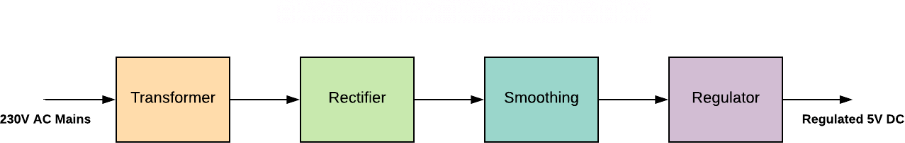 Transformer
Rectifier
Smoothing
Regulator
230V AC Mains
Regulated 5V DC